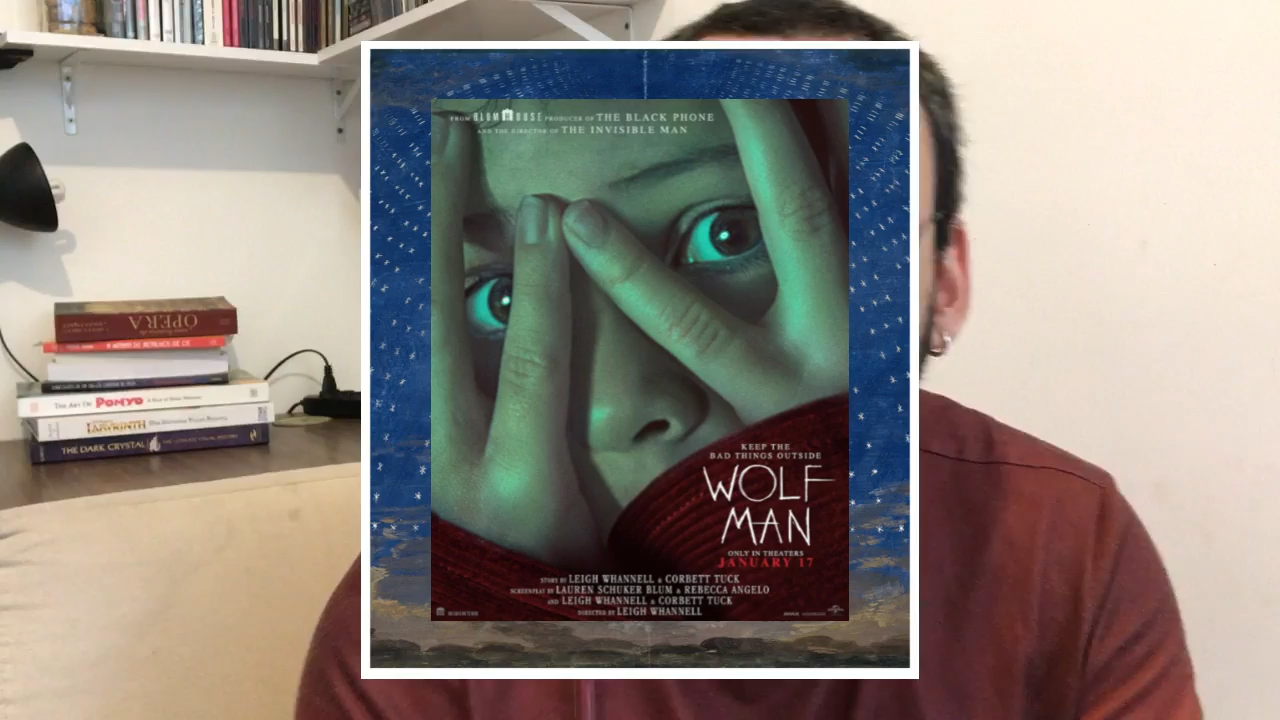 OPERA
THE ART OF PONYO
LABYRINTH
THE DARK CRYSTAL
FROM BLUMHOUSE PRODUCER OF THE BLACK PHONE
AND THE DIRECTOR OF THE INVISIBLE MAN
KEEP THE
BAD THINGS OUTSIDE
WOLF
MAN
ONLY IN THEATERS
JANUARY 17
STORY BY LEIGH WHANNELL & CORBETT TUCK
SCREENPLAY BY LAUREN SCHUKER BLUM & REBECCA ANGELO
AND LEIGH WHANNELL & CORBETT TUCK
DIRECTED BY LEIGH WHANNELL